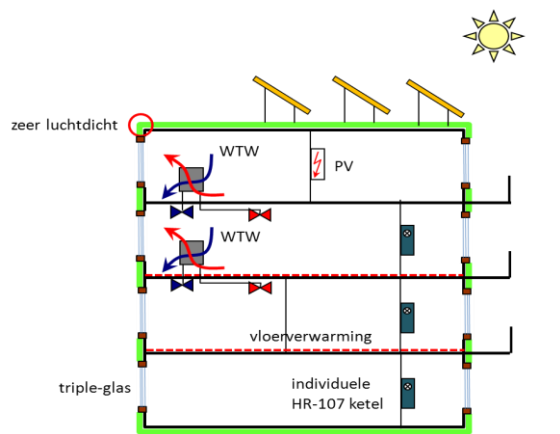 zeer luchtdicht
WTW
PV
WTW
vloerverwarming
triple-glas
individuele
HR-107 ketel